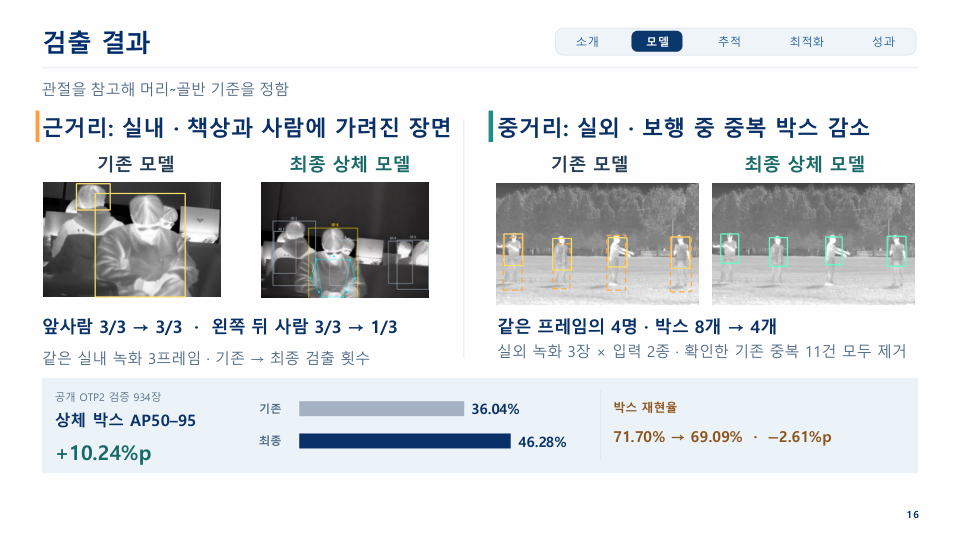 검출 결과
소개
모델
추적
최적화
성과
관절을 참고해 머리~골반 기준을 정함
근거리: 실내 · 책상과 사람에 가려진 장면
기존 모델
최종 상체 모델
앞사람 3/3 → 3/3 · 왼쪽 뒤 사람 3/3 → 1/3
같은 실내 녹화 3프레임 · 기존 → 최종 검출 횟수
중거리: 실외 · 보행 중 중복 박스 감소
기존 모델
최종 상체 모델
같은 프레임의 4명 · 박스 8개 → 4개
실외 녹화 3장 × 입력 2종 · 확인한 기존 중복 11건 모두 제거
공개 OTP2 검증 934장
상체 박스 AP50–95
+10.24%p
기존
36.04%
최종
46.28%
박스 재현율
71.70% → 69.09% · −2.61%p
16